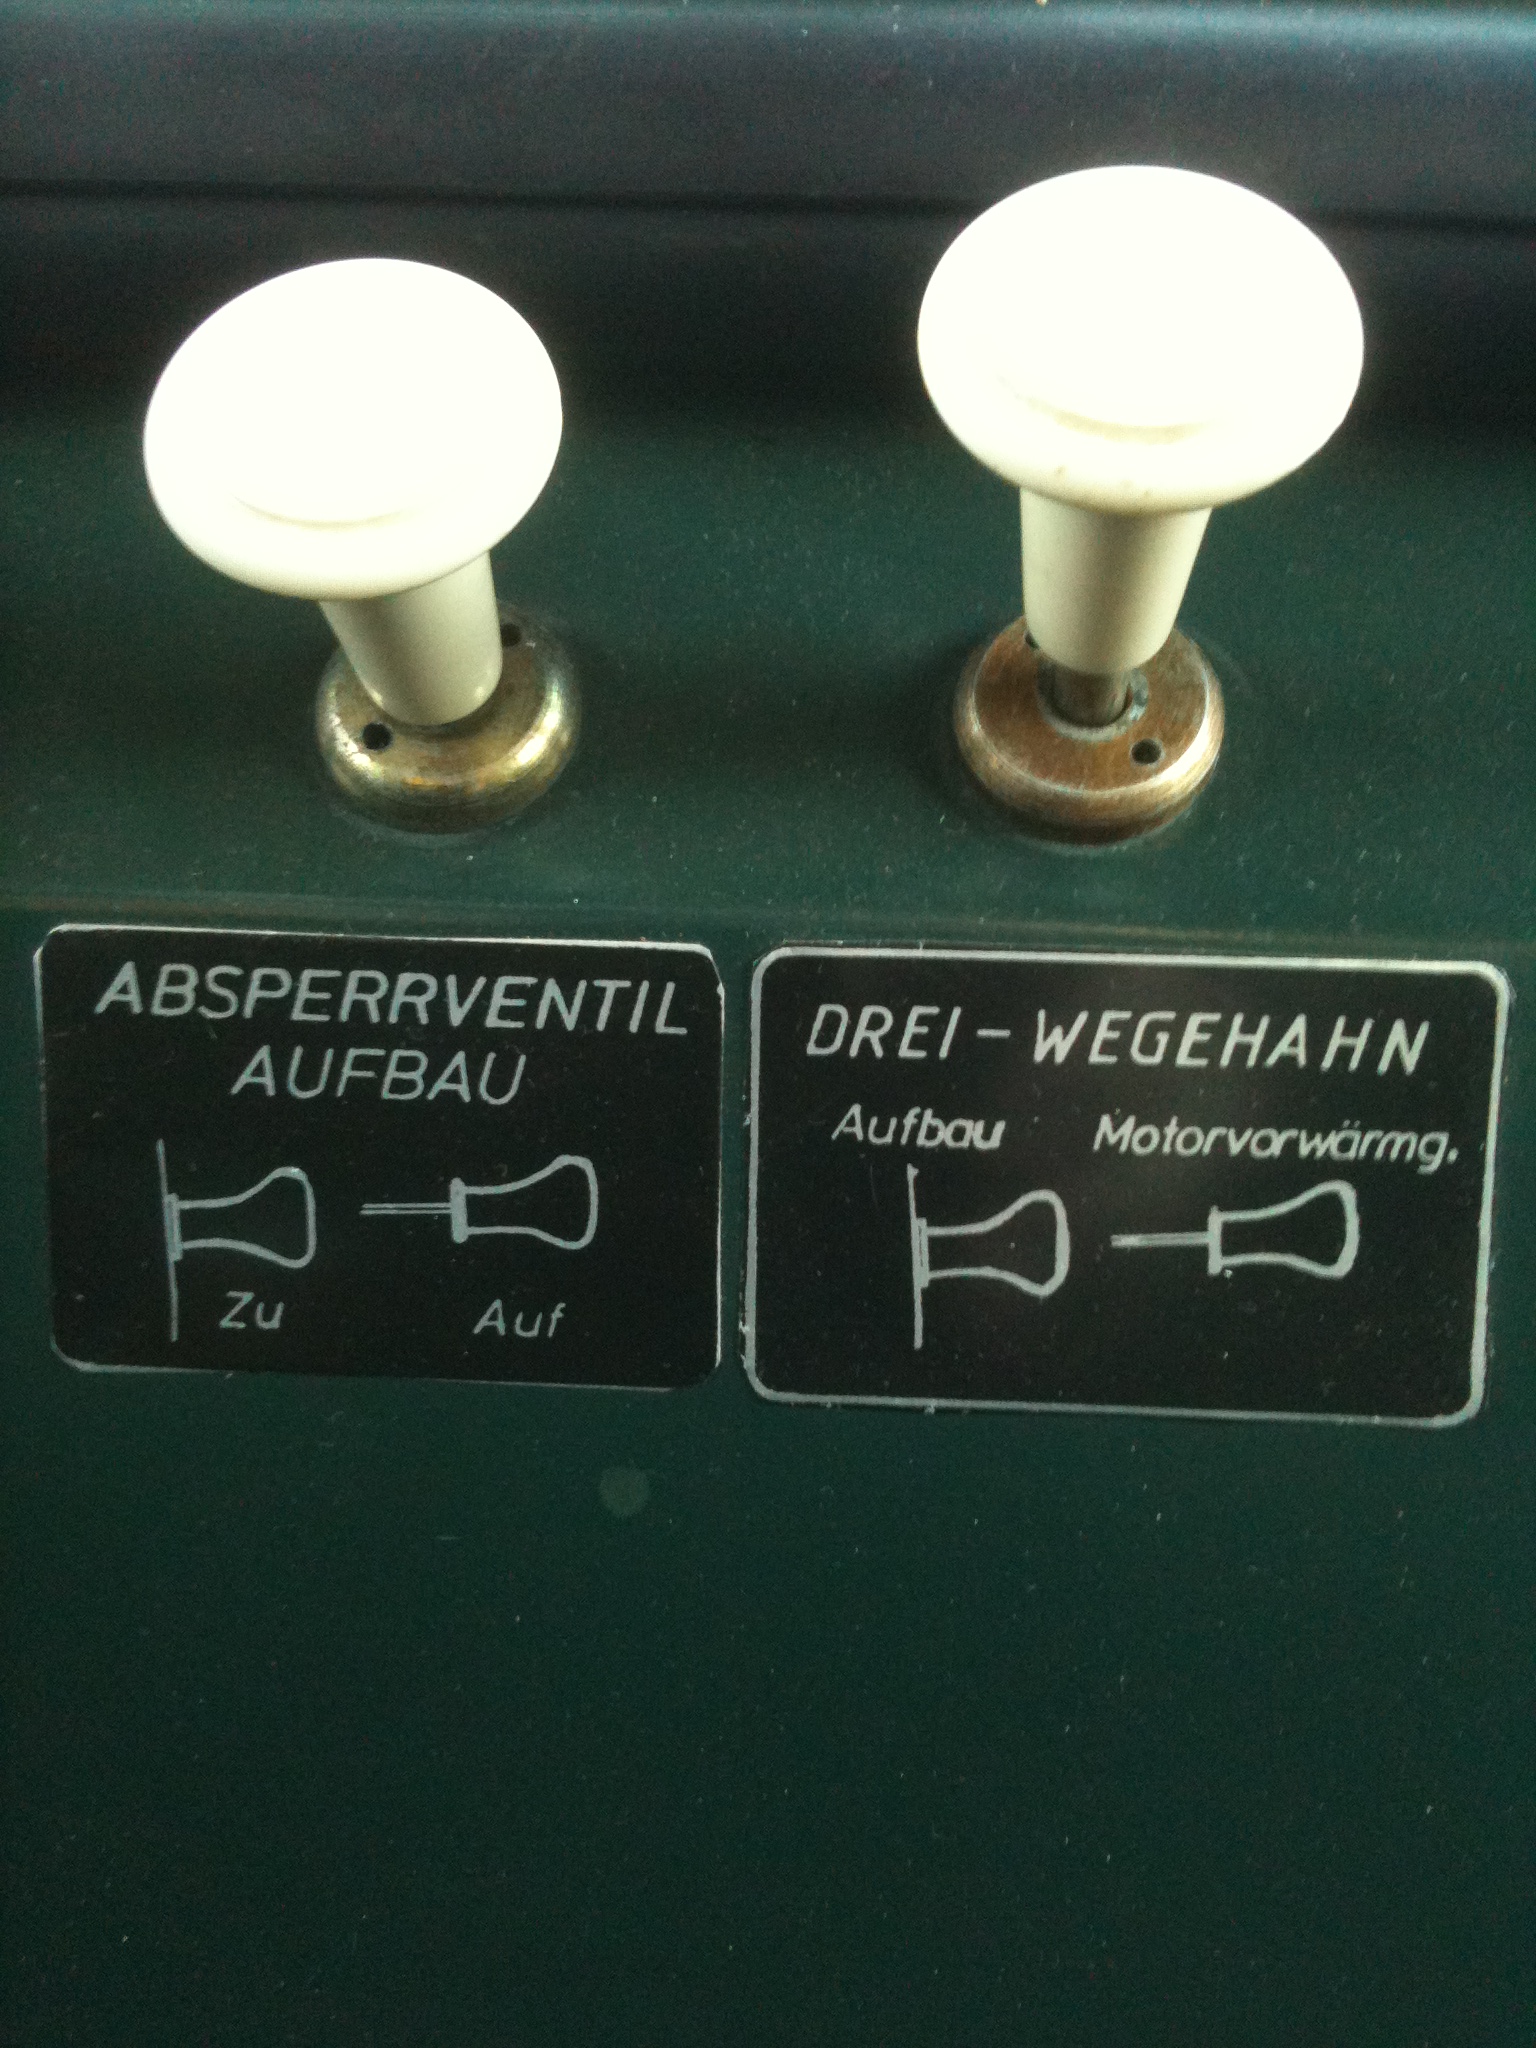 ABSPERRVENTIL
AUFBAU
Zu Auf
DREI - WEGEHAHN
Aufbau Motorvorwärmg.